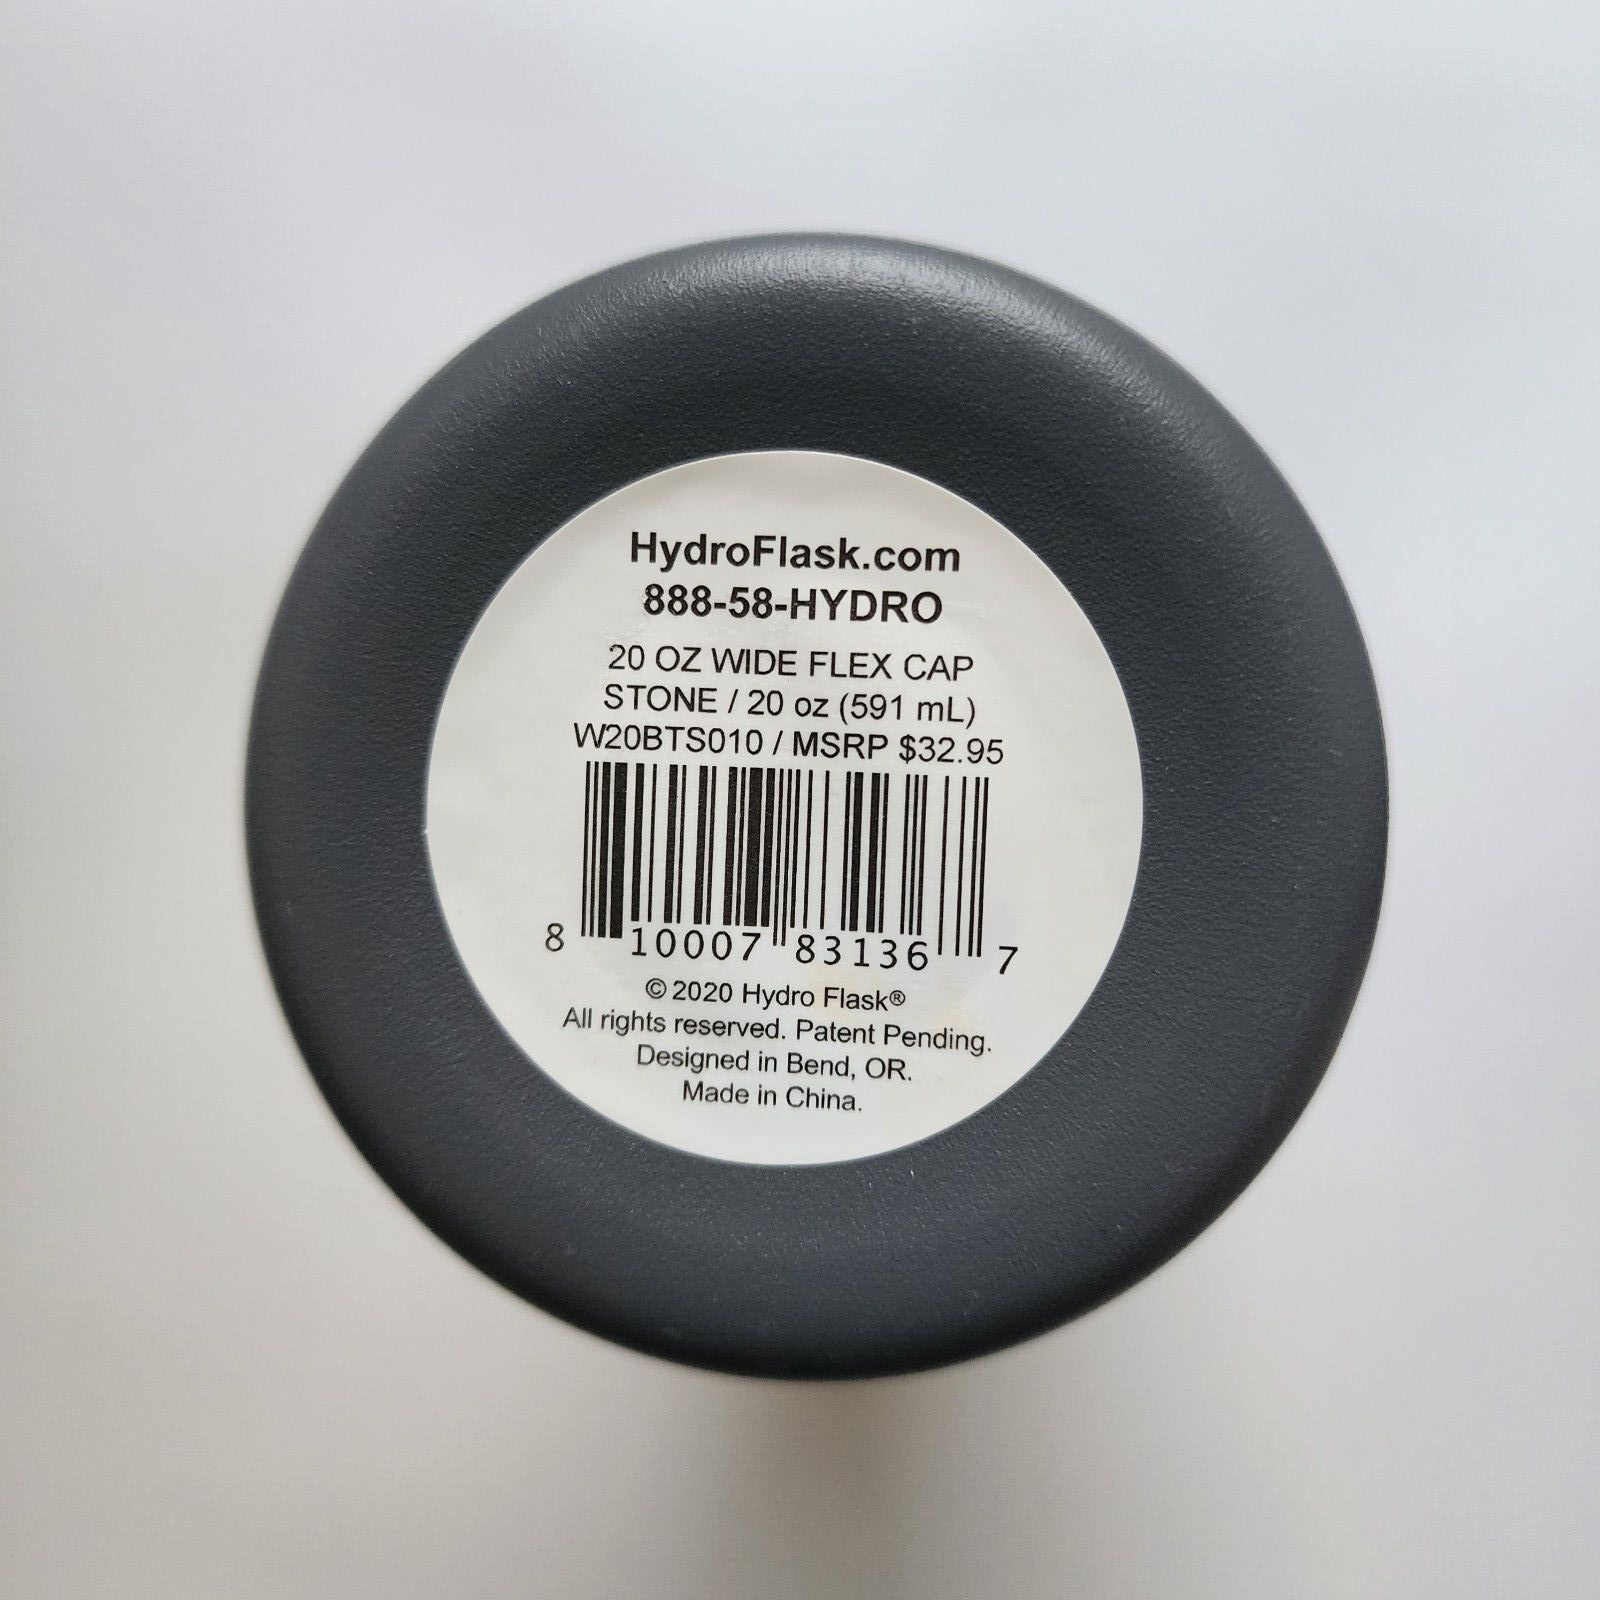 HydroFlask.com
888-58-HYDRO
20 OZ WIDE FLEX CAP
STONE / 20 oz (591 mL)
W20BTS010 / MSRP $32.95
8 10007 83136 7
© 2020 Hydro Flask®
All rights reserved. Patent Pending.
Designed in Bend, OR.
Made in China.